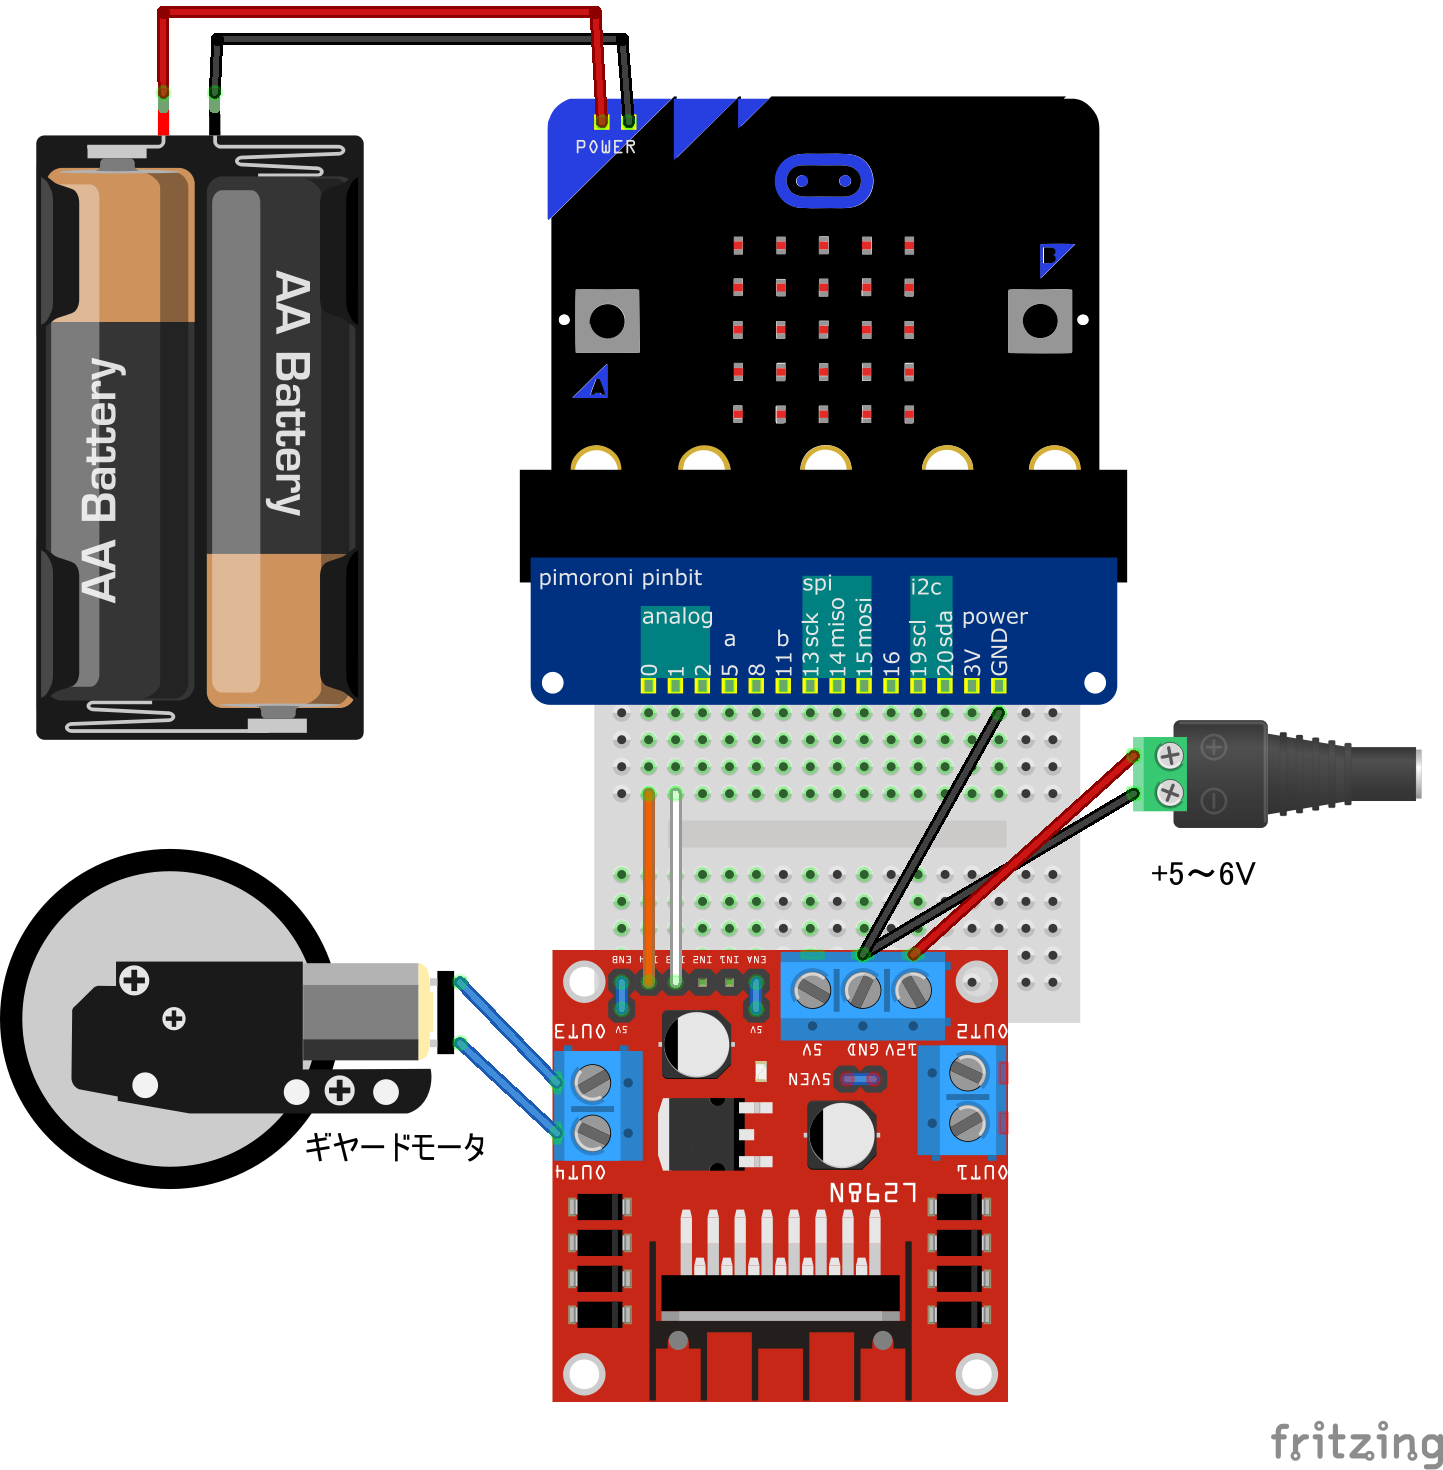 POWER
AA Battery
AA Battery
B
A
pimoroni pinbit
spi
i2c
analog
a
b
power
0
1
2
5
8
11
13 sck
14 miso
15 mosi
16
19 scl
20 sda
3V
GND
+5〜6V
ENB
IN2
IN1
ENA
5V
5V
OUT3
5V
GND
12V
OUT2
5VEN
ギヤードモータ
OUT4
OUT1
L298N
fritzing